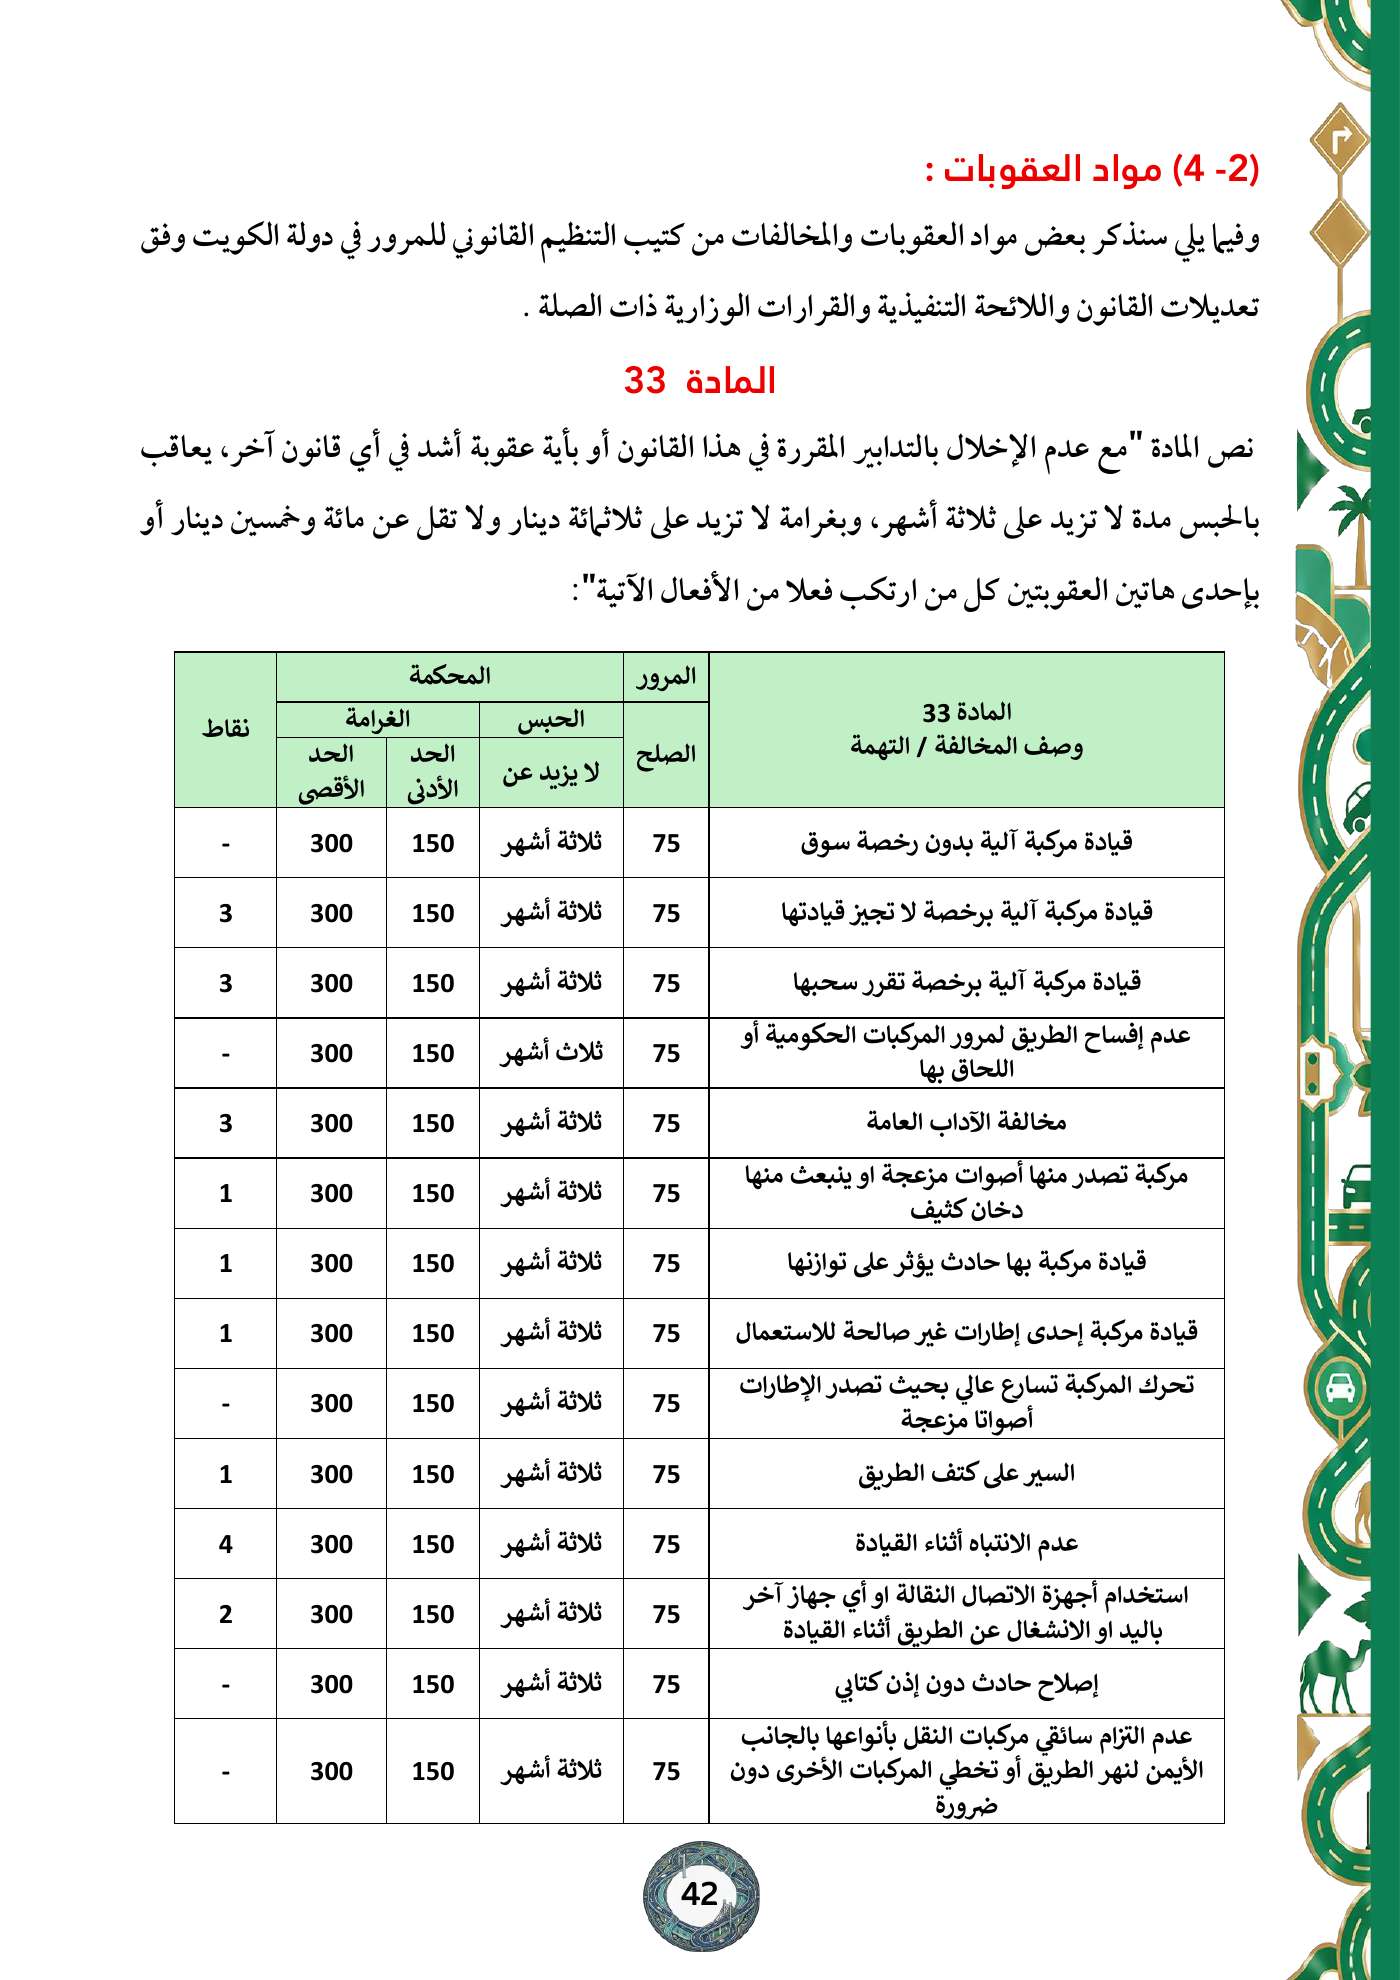 (2- 4) مواد العقوبات :
وفيما يلي سنذكر بعض مواد العقوبات والمخالفات من كتيب التنظيم القانوني للمرور في دولة الكويت وفق
تعديلات القانون واللائحة التنفيذية والقرارات الوزارية ذات الصلة .
المادة 33
نص المادة "مع عدم الإخلال بالتدابير المقررة في هذا القانون أو بأية عقوبة أشد في أي قانون آخر، يعاقب
بالحبس مدة لا تزيد على ثلاثة أشهر، وبغرامة لا تزيد على ثلاثمائة دينار ولا تقل عن مائة وخمسين دينار أو
بإحدى هاتين العقوبتين كل من ارتكب فعلا من الأفعال الآتية":
المادة 33
وصف المخالفة / التهمة
المرور
الصلح
المحكمة
الحبس
الغرامة
لا يزيد عن
الحد
الأدنى
الحد
الأقصى
نقاط
قيادة مركبة آلية بدون رخصة سوق 75 ثلاثة أشهر 150 300 -
قيادة مركبة آلية برخصة لا تجيز قيادتها 75 ثلاثة أشهر 150 300 3
قيادة مركبة آلية برخصة تقرر سحبها 75 ثلاثة أشهر 150 300 3
عدم إفساح الطريق لمرور المركبات الحكومية أو
اللحاق بها 75 ثلاث أشهر 150 300 -
مخالفة الآداب العامة 75 ثلاثة أشهر 150 300 3
مركبة تصدر منها أصوات مزعجة او ينبعث منها
دخان كثيف 75 ثلاثة أشهر 150 300 1
قيادة مركبة بها حادث يؤثر على توازنها 75 ثلاثة أشهر 150 300 1
قيادة مركبة إحدى إطارات غير صالحة للاستعمال 75 ثلاثة أشهر 150 300 1
تحرك المركبة تسارع عالي بحيث تصدر الإطارات
أصواتا مزعجة 75 ثلاثة أشهر 150 300 -
السير على كتف الطريق 75 ثلاثة أشهر 150 300 1
عدم الانتباه أثناء القيادة 75 ثلاثة أشهر 150 300 4
استخدام أجهزة الاتصال النقالة او أي جهاز آخر
باليد او الانشغال عن الطريق أثناء القيادة 75 ثلاثة أشهر 150 300 2
إصلاح حادث دون إذن كتابي 75 ثلاثة أشهر 150 300 -
عدم التزام سائقي مركبات النقل بأنواعها بالجانب
الأيمن لنهر الطريق أو تخطي المركبات الأخرى دون
ضرورة 75 ثلاثة أشهر 150 300 -
42